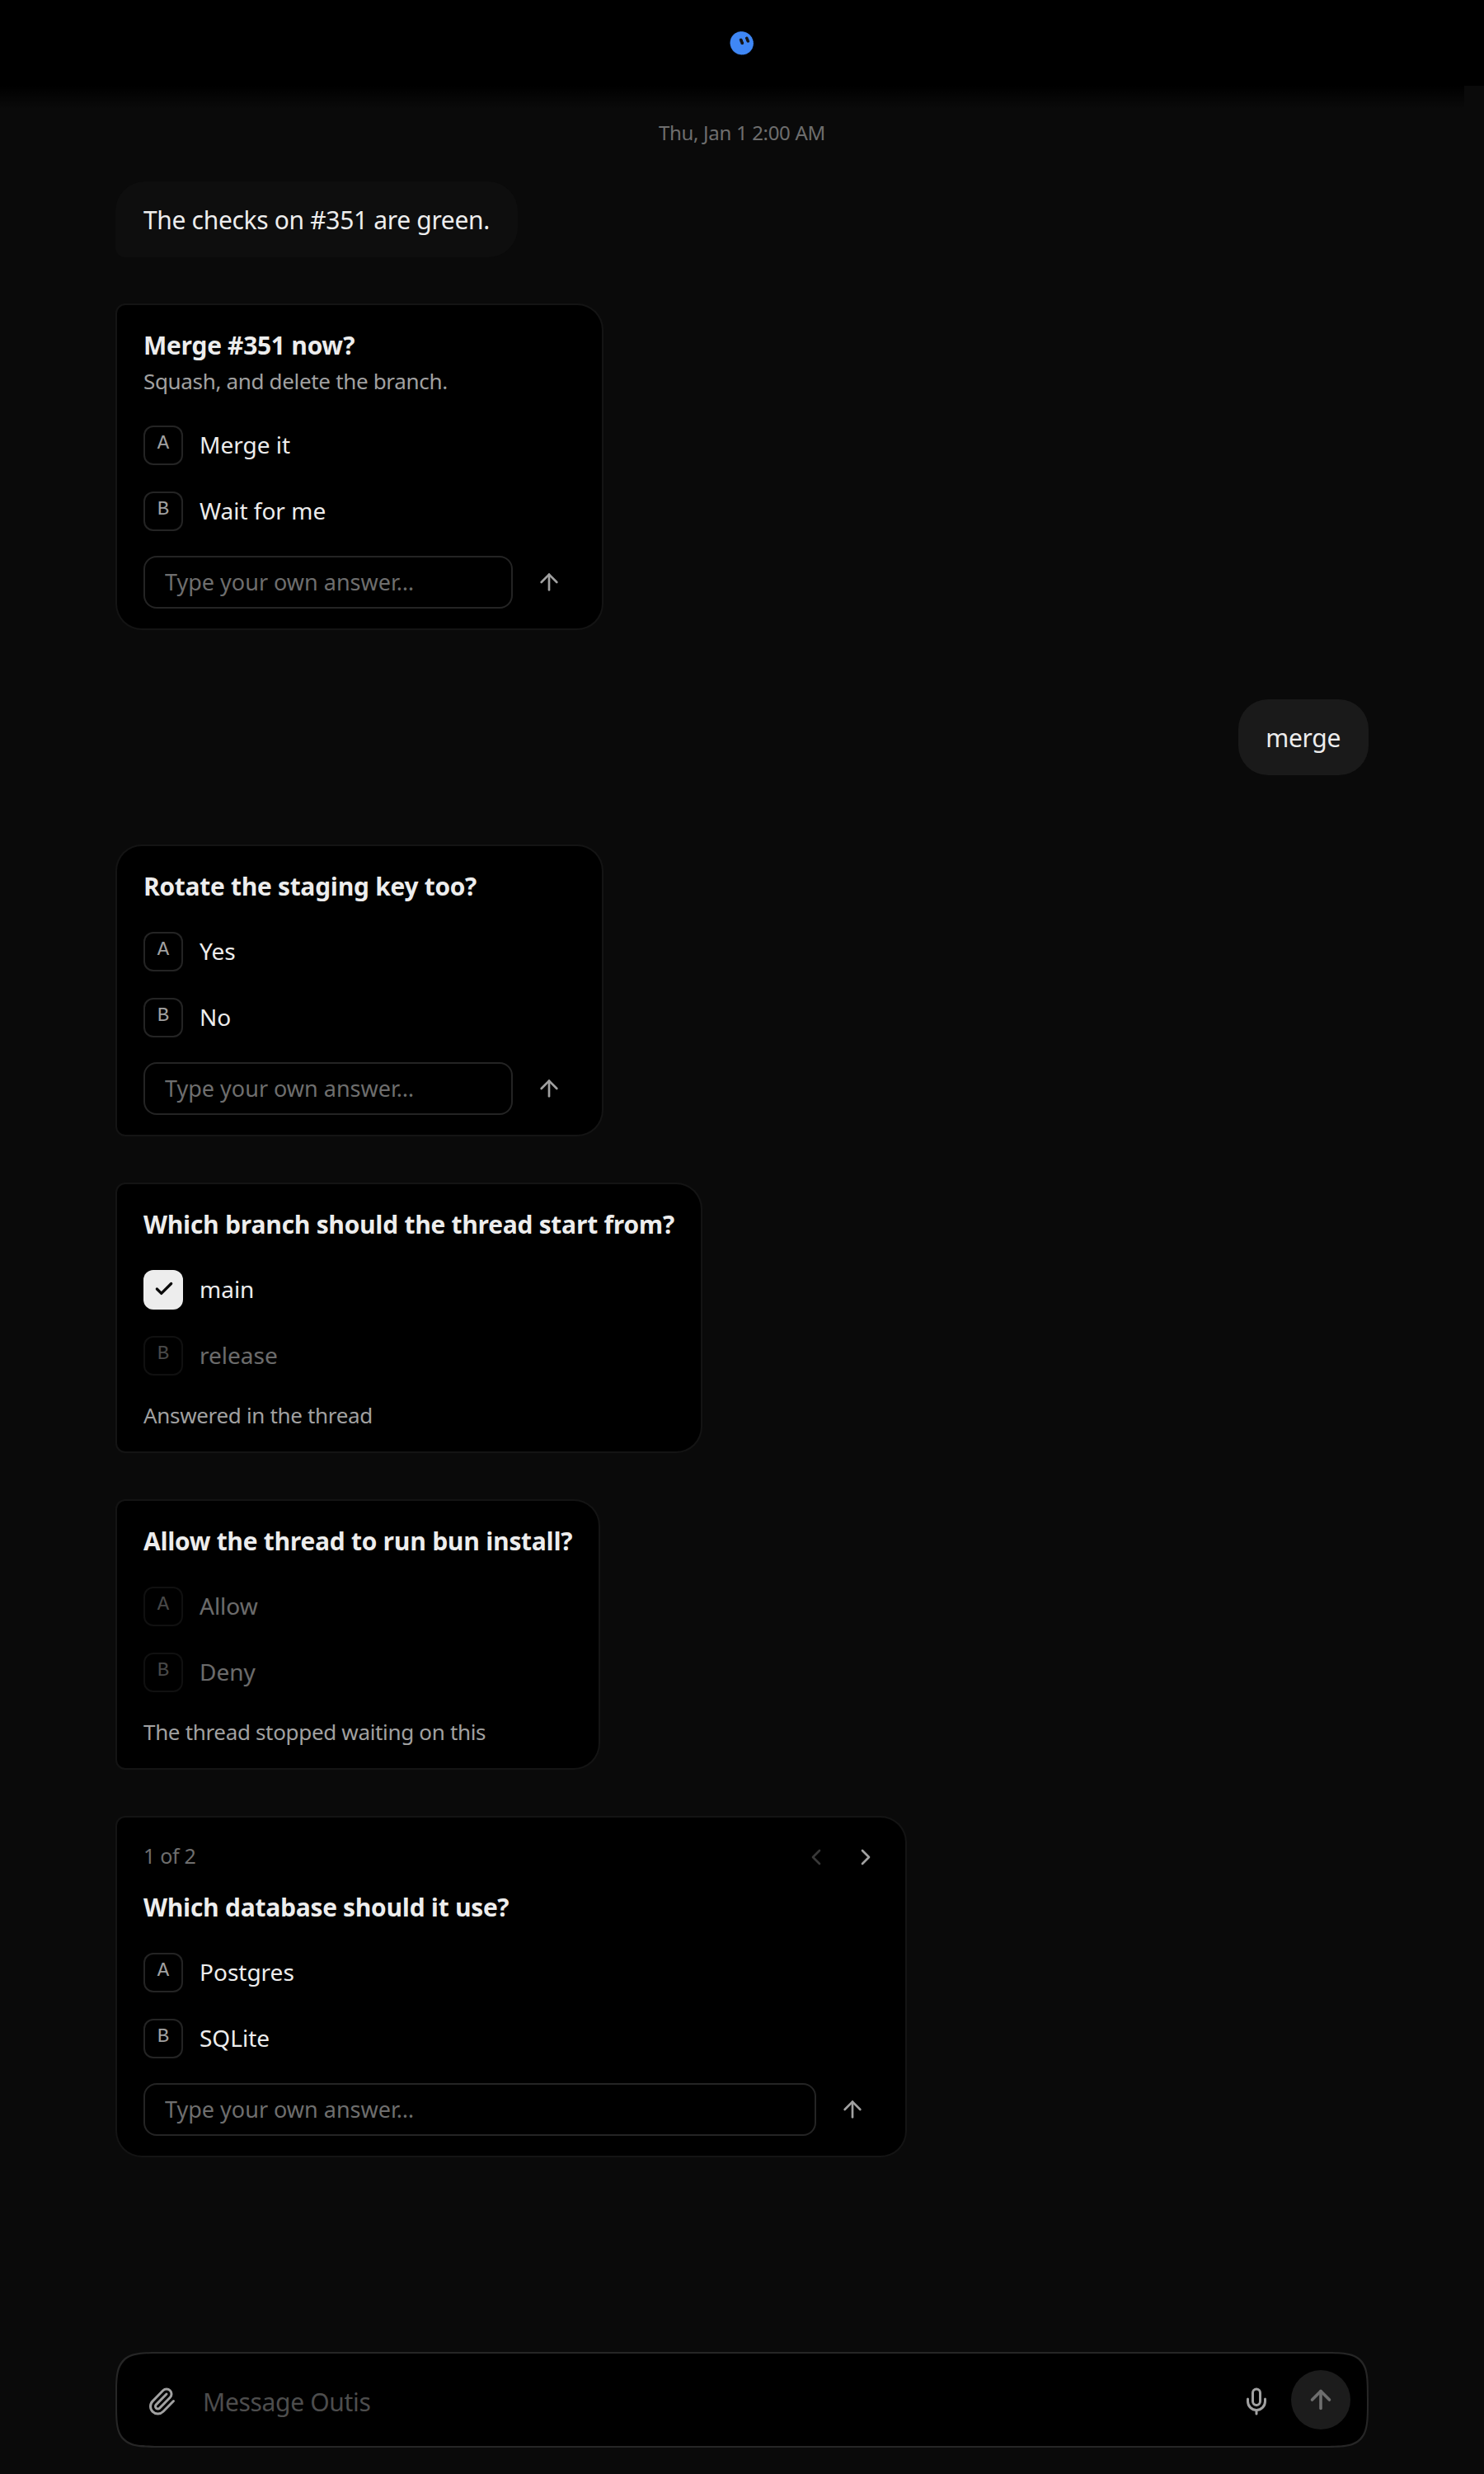 Thu, Jan 1 2:00 AM
The checks on #351 are green.
Merge #351 now?
Squash, and delete the branch.
A Merge it
B Wait for me
Type your own answer...
merge
Rotate the staging key too?
A Yes
B No
Type your own answer...
Which branch should the thread start from?
main
B release
Answered in the thread
Allow the thread to run bun install?
A Allow
B Deny
The thread stopped waiting on this
1 of 2
Which database should it use?
A Postgres
B SQLite
Type your own answer...
Message Outis